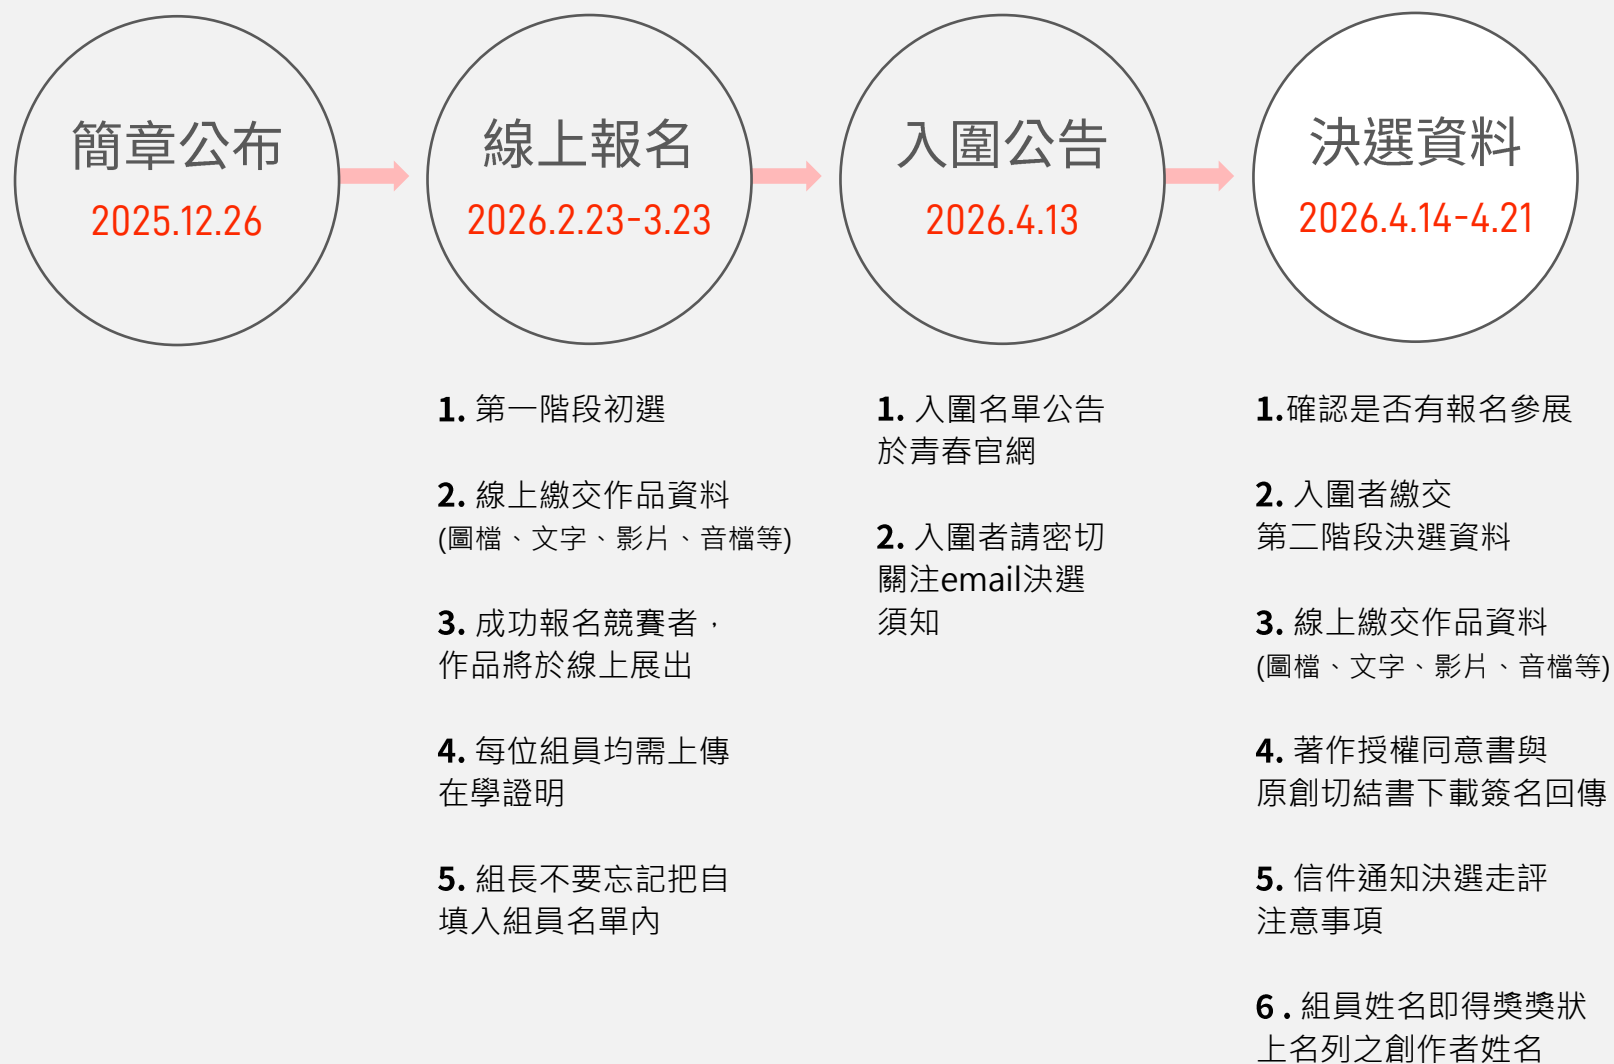 簡章公布
2025.12.26
線上報名
2026.2.23-3.23
入圍公告
2026.4.13
決選資料
2026.4.14-4.21
1. 第一階段初選
2. 線上繳交作品資料
(圖檔、文字、影片、音檔等)
3. 成功報名競賽者，
作品將於線上展出
4. 每位組員均需上傳
在學證明
5. 組長不要忘記把自
填入組員名單內
1. 入圍名單公告
於青春官網
2. 入圍者請密切
關注email決選
須知
1.確認是否有報名參展
2. 入圍者繳交
第二階段決選資料
3. 線上繳交作品資料
(圖檔、文字、影片、音檔等)
4. 著作授權同意書與
原創切結書下載簽名回傳
5. 信件通知決選走評
注意事項
6 . 組員姓名即得獎獎狀
上名列之創作者姓名